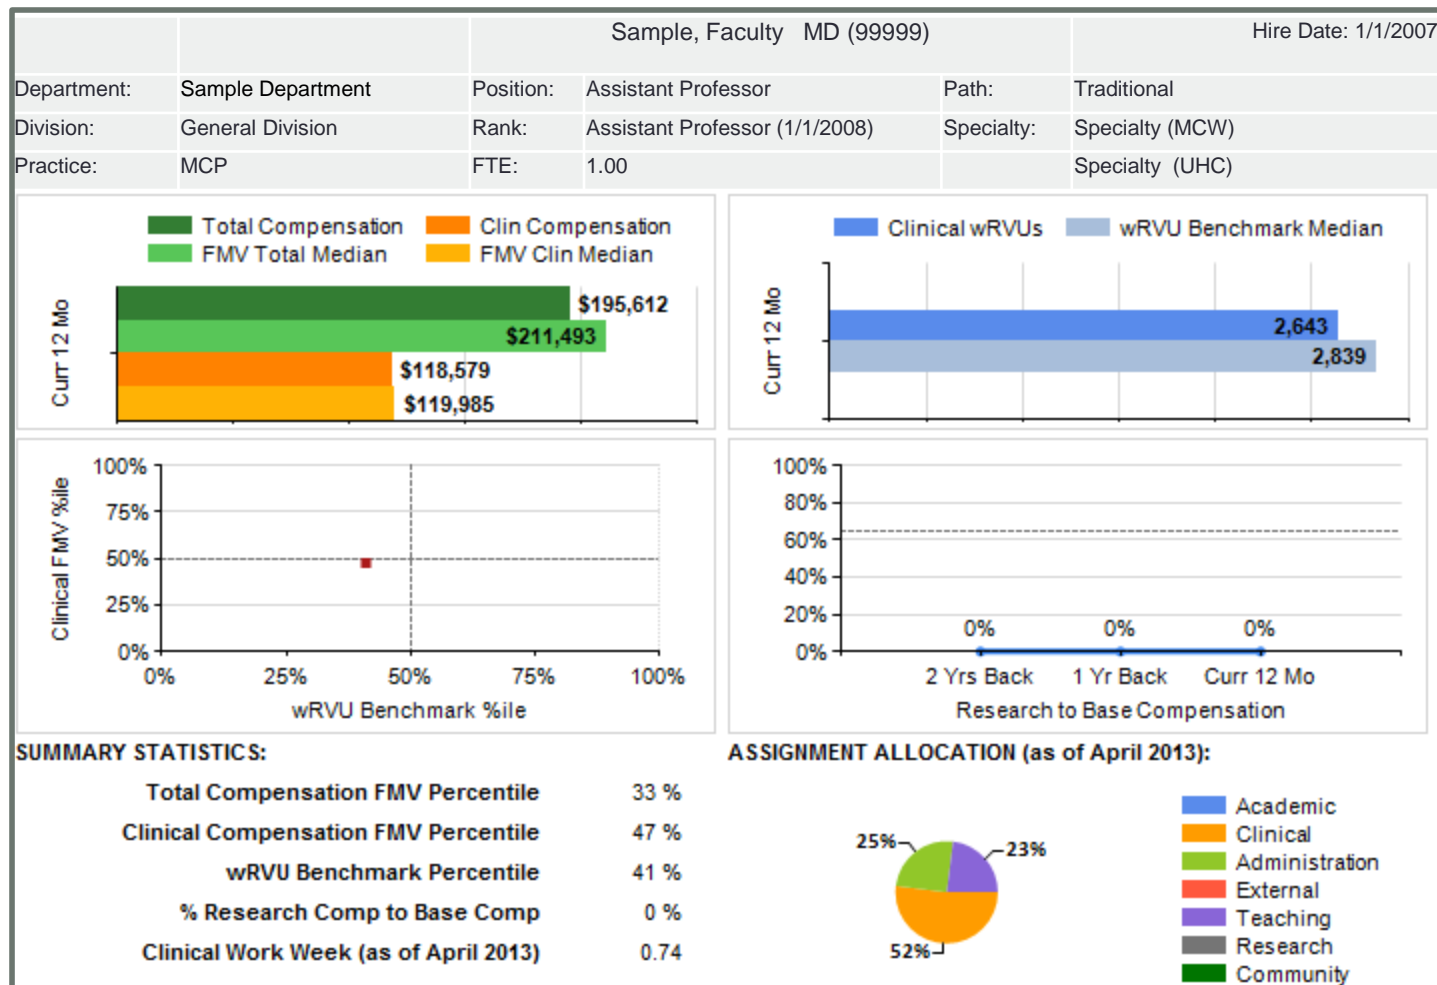 Sample, Faculty MD (99999) Hire Date: 1/1/2007
Department: Sample Department Position: Assistant Professor Path: Traditional
Division: General Division Rank: Assistant Professor (1/1/2008) Specialty: Specialty (MCW)
Practice: MCP FTE: 1.00 Specialty (UHC)
Total Compensation Clin Compensation
FMV Total Median FMV Clin Median
Curr 12 Mo
$195,612
$211,493
$118,579
$119,985
Clinical wRVUs wRVU Benchmark Median
Curr 12 Mo
2,643
2,839
Clinical FMV %ile
100%
75%
50%
25%
0%
0% 25% 50% 75% 100%
wRVU Benchmark %ile
100%
80%
60%
40%
20%
0%
0% 0% 0%
2 Yrs Back 1 Yr Back Curr 12 Mo
Research to Base Compensation
SUMMARY STATISTICS:
Total Compensation FMV Percentile 33 %
Clinical Compensation FMV Percentile 47 %
wRVU Benchmark Percentile 41 %
% Research Comp to Base Comp 0 %
Clinical Work Week (as of April 2013) 0.74
ASSIGNMENT ALLOCATION (as of April 2013):
25%
23%
52%
Academic
Clinical
Administration
External
Teaching
Research
Community